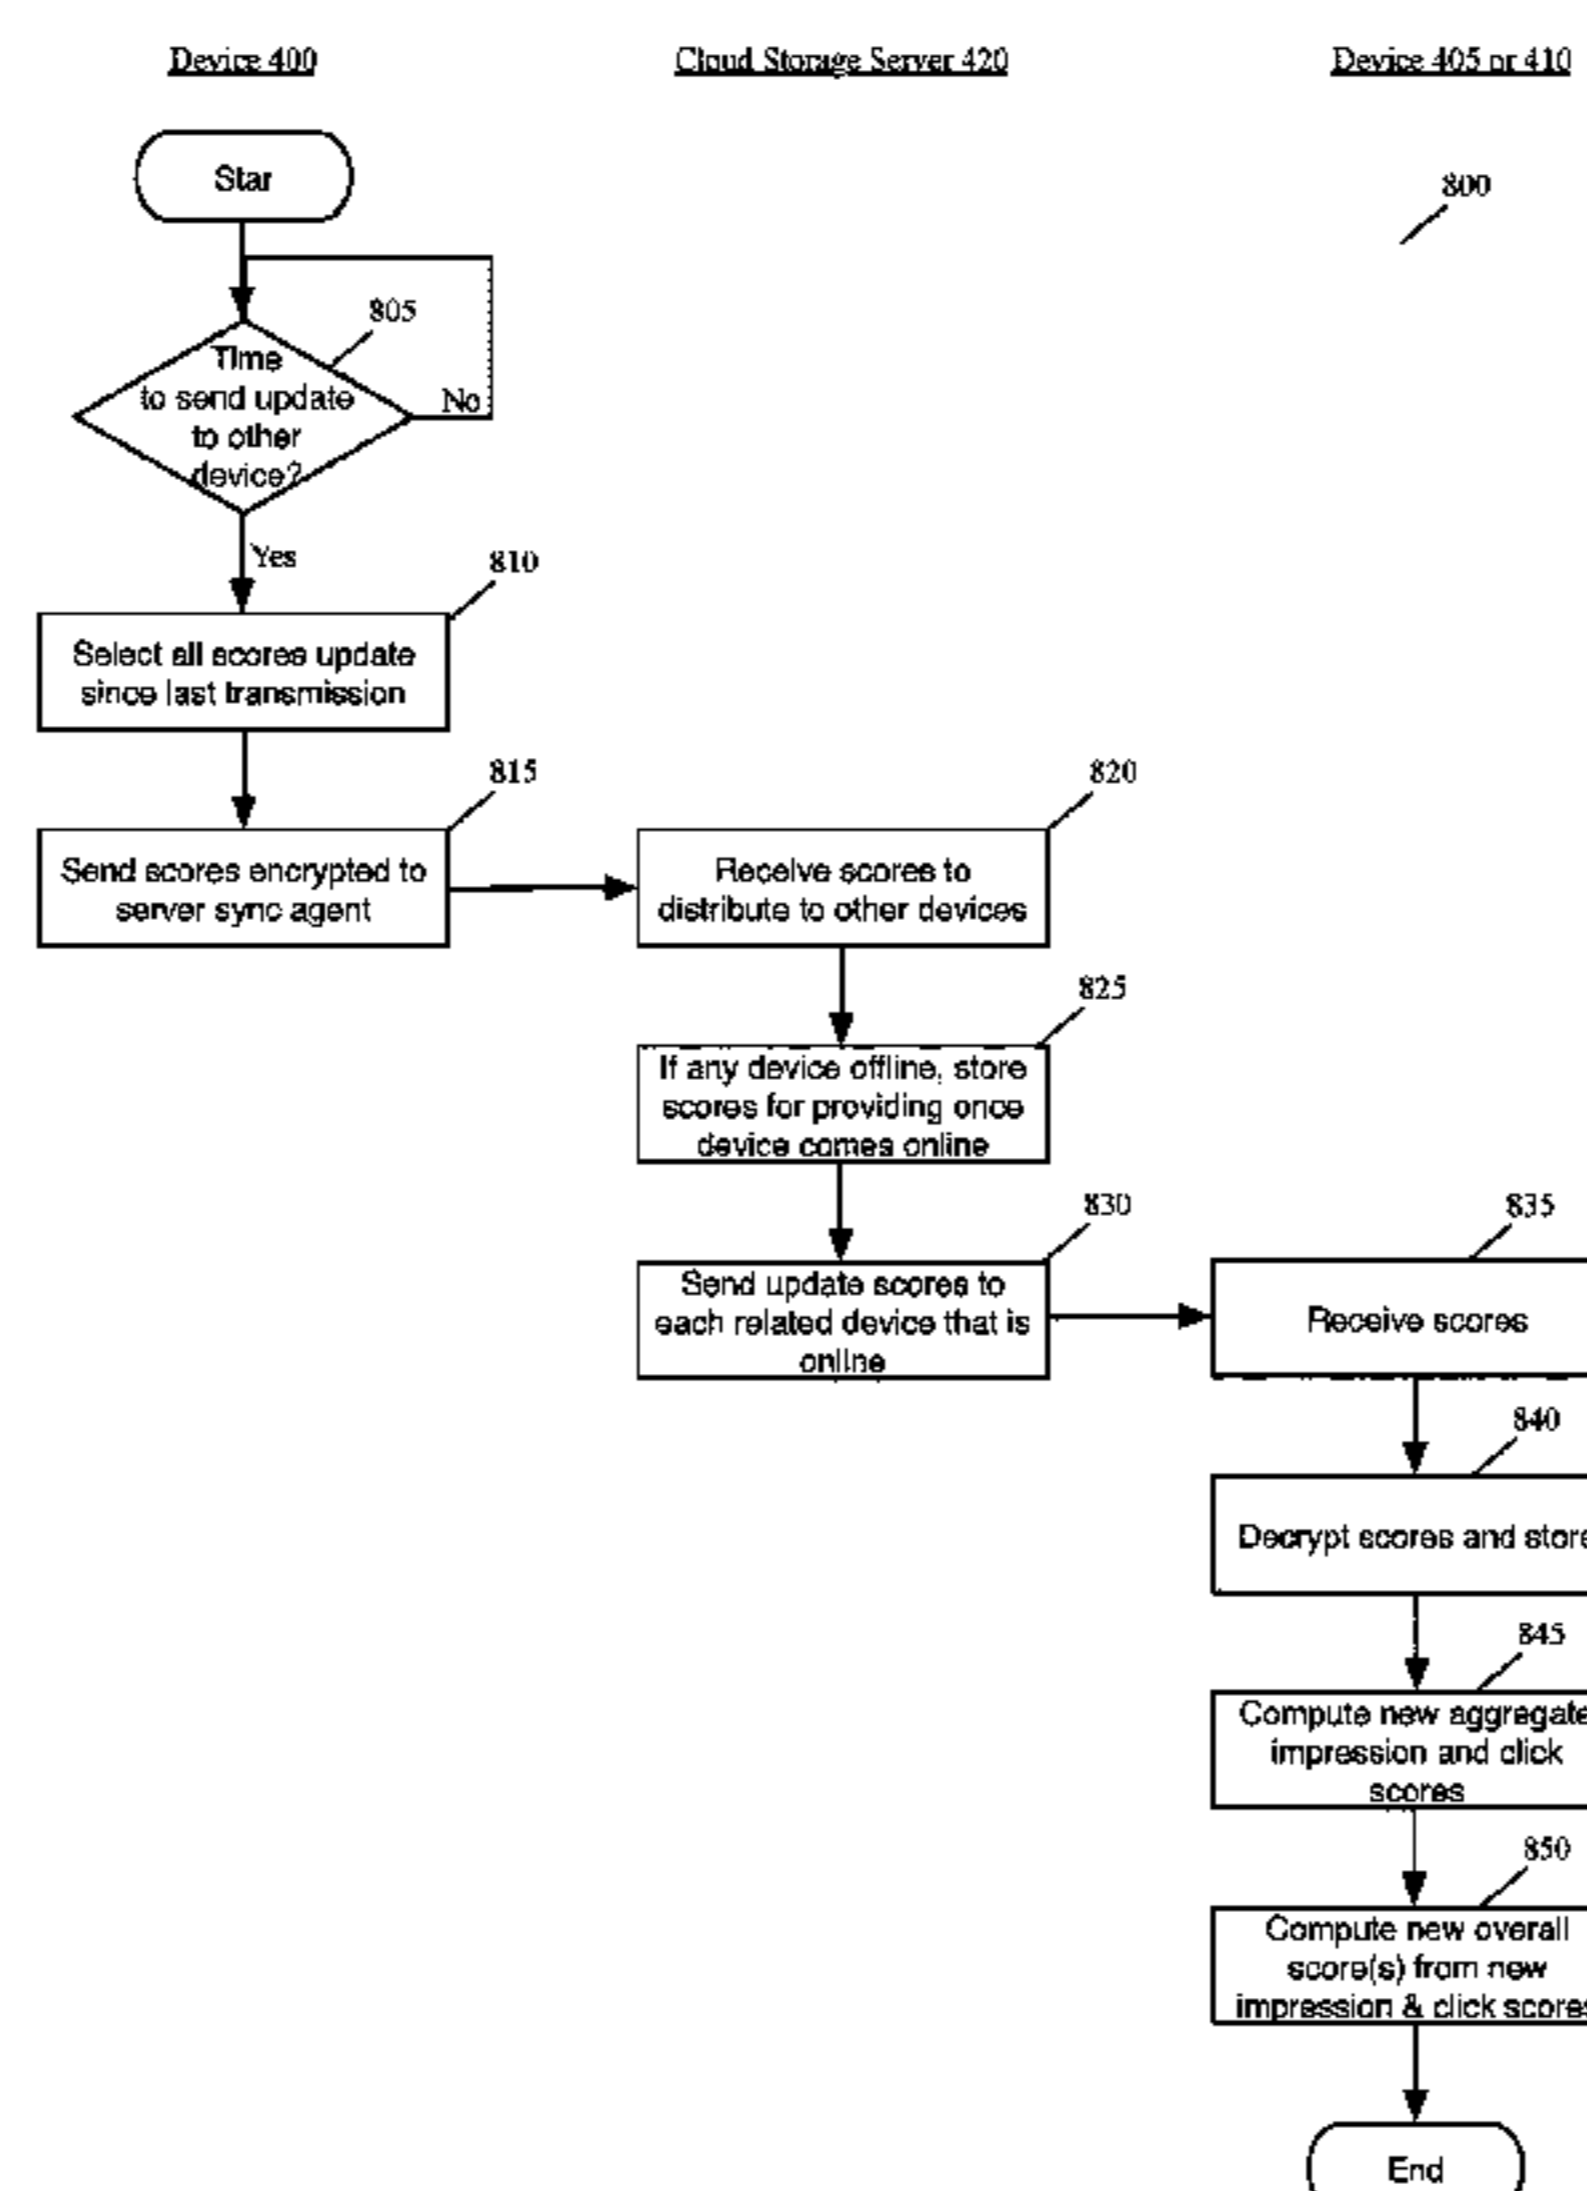 Device 400
Cloud Storage Server 420
Device 405 or 410
Star
800
805
Time
to send update
to other
device?
No
Yes
810
Select all scores update
since last transmission
815
Send scores encrypted to
server sync agent
820
Receive scores to
distribute to other devices
825
If any device offline, store
scores for providing once
device comes online
830
Send update scores to
each related device that is
online
835
Receive scores
840
Decrypt scores and store
845
Compute new aggregate
impression and click
scores
850
Compute new overall
score(s) from new
impression & click scores
End